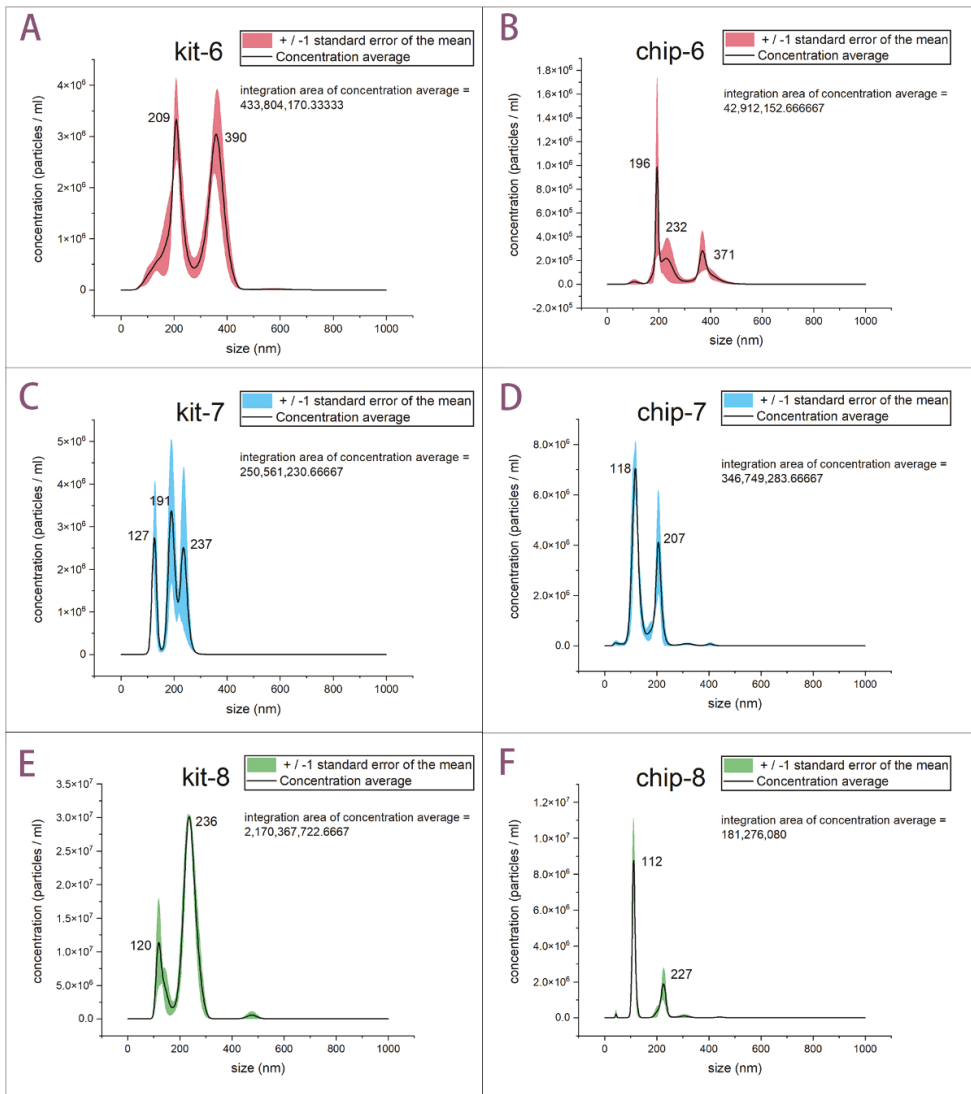 A
kit-6
+ / -1 standard error of the mean
Concentration average
integration area of concentration average =
433,804,170.33333
concentration (particles / ml)
4×10⁶
3×10⁶
2×10⁶
1×10⁶
0
209
390
0 200 400 600 800 1000
size (nm)
B
chip-6
+ / -1 standard error of the mean
Concentration average
integration area of concentration average =
42,912,152.666667
concentration (particles / ml)
1.8×10⁶
1.6×10⁶
1.4×10⁶
1.2×10⁶
1.0×10⁶
8.0×10⁵
6.0×10⁵
4.0×10⁵
2.0×10⁵
0.0
-2.0×10⁵
196
232
371
0 200 400 600 800 1000
size (nm)
C
kit-7
+ / -1 standard error of the mean
Concentration average
integration area of concentration average =
250,561,230.66667
concentration (particles / ml)
5×10⁶
4×10⁶
3×10⁶
2×10⁶
1×10⁶
0
127
191
237
0 200 400 600 800 1000
size (nm)
D
chip-7
+ / -1 standard error of the mean
Concentration average
integration area of concentration average =
346,749,283.66667
concentration (particles / ml)
8.0×10⁶
6.0×10⁶
4.0×10⁶
2.0×10⁶
0.0
118
207
0 200 400 600 800 1000
size (nm)
E
kit-8
+ / -1 standard error of the mean
Concentration average
integration area of concentration average =
2,170,367,722.6667
concentration (particles / ml)
3.5×10⁷
3.0×10⁷
2.5×10⁷
2.0×10⁷
1.5×10⁷
1.0×10⁷
5.0×10⁶
0.0
120
236
0 200 400 600 800 1000
size (nm)
F
chip-8
+ / -1 standard error of the mean
Concentration average
integration area of concentration average =
181,276,080
concentration (particles / ml)
1.2×10⁷
1.0×10⁷
8.0×10⁶
6.0×10⁶
4.0×10⁶
2.0×10⁶
0.0
112
227
0 200 400 600 800 1000
size (nm)